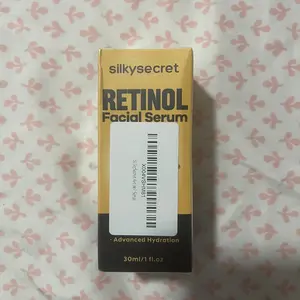 silkysecret
RETINOL
Facial Serum
• Advanced Hydration
30ml/1 fl.oz